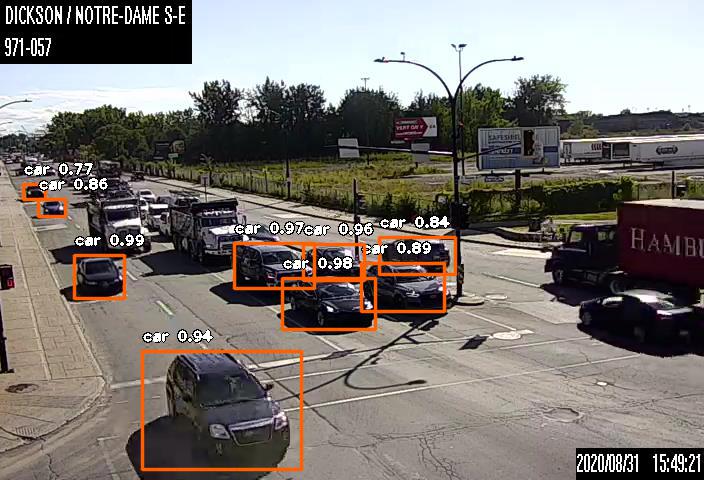 DICKSON / NOTRE-DAME S-E
971-057
car 0.77
car 0.86
car 0.99
car 0.97
car 0.96
car 0.84
car 0.89
car 0.98
car 0.94
HAMBU
2020/08/31 15:49:21